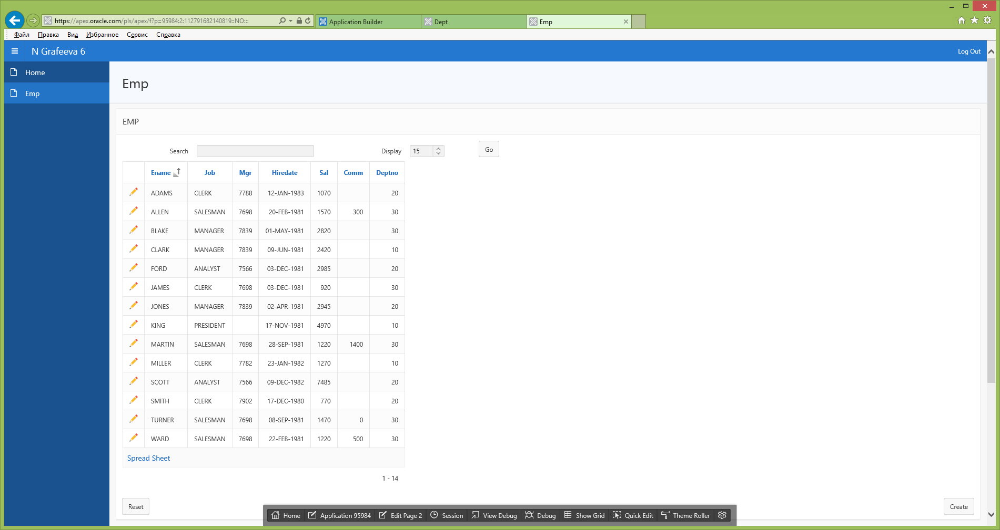 https://apex.oracle.com/pls/apex/f?p=95984:2:112791682140819::NO:::
Application Builder
Dept
Emp
Файл Правка Вид Избранное Сервис Справка
N Grafeeva 6
Log Out
Home
Emp
Emp
EMP
Search
Display 15
Go
Ename Job Mgr Hiredate Sal Comm Deptno
ADAMS CLERK 7788 12-JAN-1983 1070 20
ALLEN SALESMAN 7698 20-FEB-1981 1570 300 30
BLAKE MANAGER 7839 01-MAY-1981 2820 30
CLARK MANAGER 7839 09-JUN-1981 2420 10
FORD ANALYST 7566 03-DEC-1981 2985 20
JAMES CLERK 7698 03-DEC-1981 920 30
JONES MANAGER 7839 02-APR-1981 2945 20
KING PRESIDENT 17-NOV-1981 4970 10
MARTIN SALESMAN 7698 28-SEP-1981 1220 1400 30
MILLER CLERK 7782 23-JAN-1982 1270 10
SCOTT ANALYST 7566 09-DEC-1982 7485 20
SMITH CLERK 7902 17-DEC-1980 770 20
TURNER SALESMAN 7698 08-SEP-1981 1470 0 30
WARD SALESMAN 7698 22-FEB-1981 1220 500 30
Spread Sheet
1 - 14
Reset
Create
Home Application 95984 Edit Page 2 Session View Debug Debug Show Grid Quick Edit Theme Roller